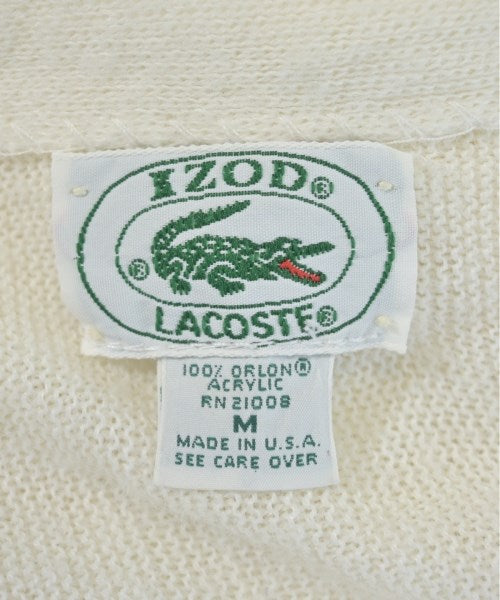 IZOD®
®
LACOSTE®
100% ORLON®
ACRYLIC
RN 21008
M
MADE IN U.S.A.
SEE CARE OVER